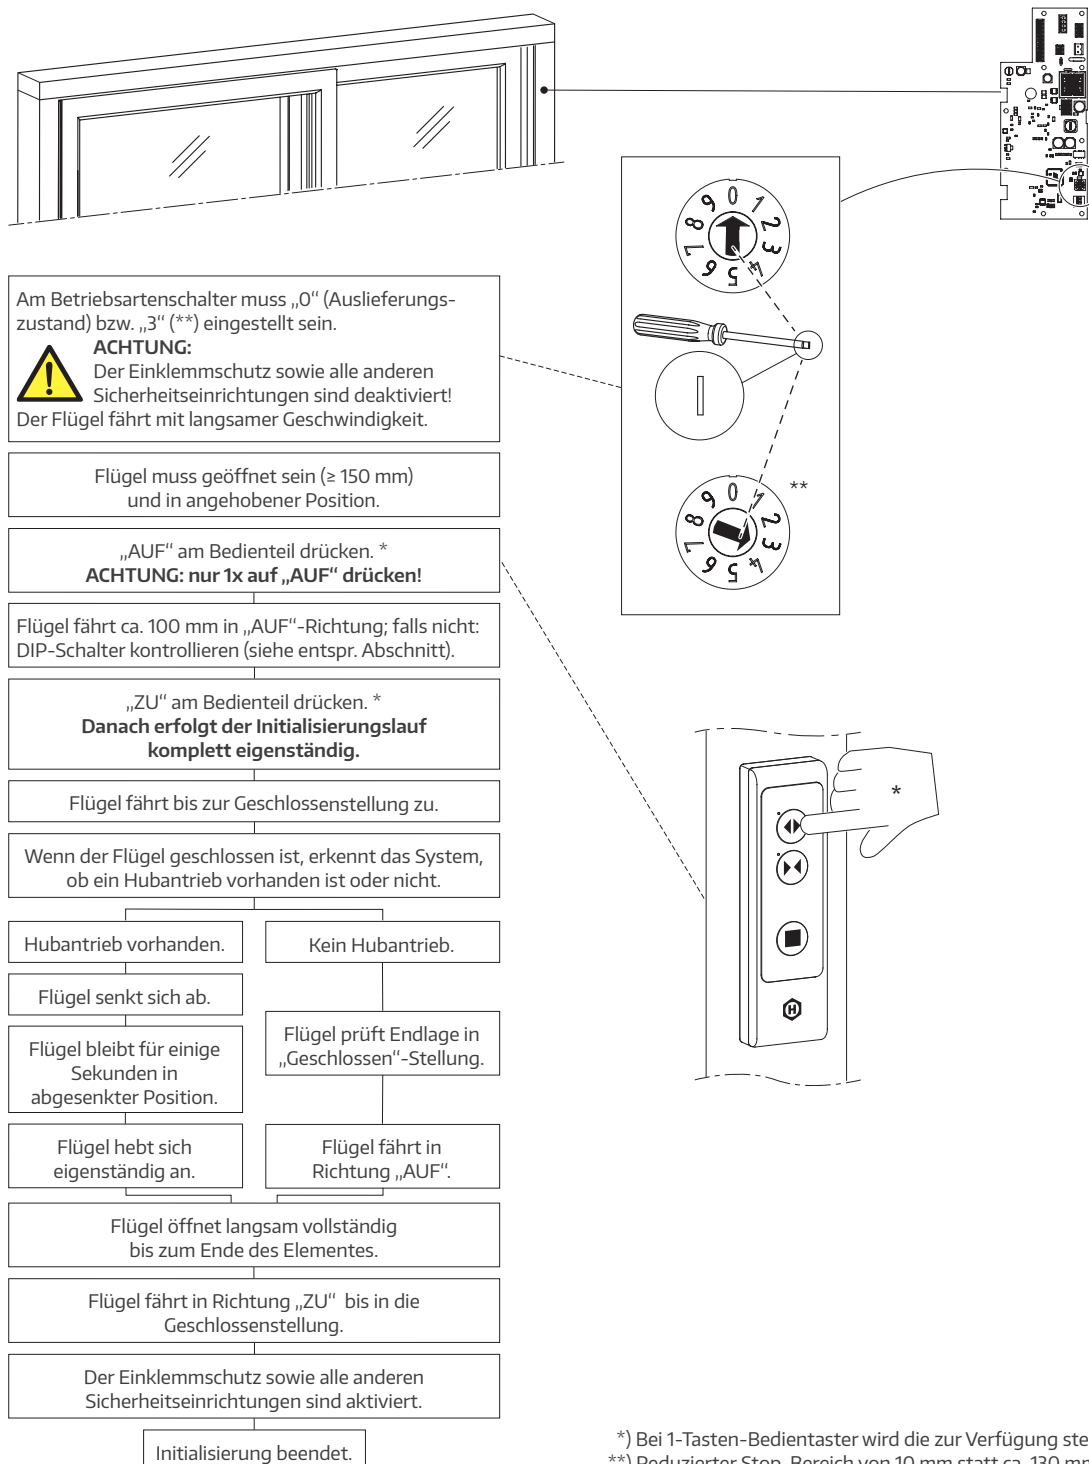 Am Betriebsartenschalter muss „0“ (Auslieferungs-
zustand) bzw. „3“ (**) eingestellt sein.
ACHTUNG:
Der Einklemmschutz sowie alle anderen
Sicherheitseinrichtungen sind deaktiviert!
Der Flügel fährt mit langsamer Geschwindigkeit.
Flügel muss geöffnet sein (≥ 150 mm)
und in angehobener Position.
„AUF“ am Bedienteil drücken. *
ACHTUNG: nur 1x auf „AUF“ drücken!
Flügel fährt ca. 100 mm in „AUF“-Richtung; falls nicht:
DIP-Schalter kontrollieren (siehe entspr. Abschnitt).
„ZU“ am Bedienteil drücken. *
Danach erfolgt der Initialisierungslauf
komplett eigenständig.
Flügel fährt bis zur Geschlossenstellung zu.
Wenn der Flügel geschlossen ist, erkennt das System,
ob ein Hubantrieb vorhanden ist oder nicht.
Hubantrieb vorhanden.
Kein Hubantrieb.
Flügel senkt sich ab.
Flügel bleibt für einige
Sekunden in
abgesenkter Position.
Flügel prüft Endlage in
„Geschlossen“-Stellung.
Flügel hebt sich
eigenständig an.
Flügel fährt in
Richtung „AUF“.
Flügel öffnet langsam vollständig
bis zum Ende des Elementes.
Flügel fährt in Richtung „ZU“ bis in die
Geschlossenstellung.
Der Einklemmschutz sowie alle anderen
Sicherheitseinrichtungen sind aktiviert.
Initialisierung beendet.
0 1 2 3 4 5 6 7 8 9
0 1 2 3 4 5 6 7 8 9
**
*
H
*) Bei 1-Tasten-Bedientaster wird die zur Verfügung ste
**) Reduzierter Stop-Bereich von 10 mm statt ca. 130 mm